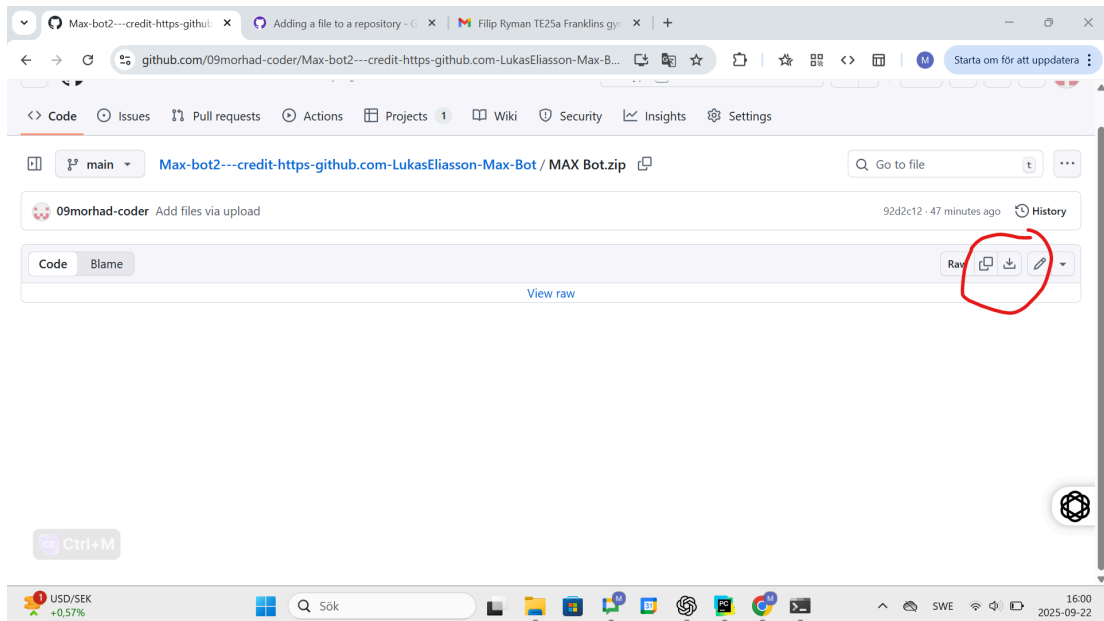 Max-bot2---credit-https-github
Adding a file to a repository - G
Filip Ryman TE25a Franklins gyn
github.com/09morhad-coder/Max-bot2---credit-https-github.com-LukasEliasson-Max-B...
M
Starta om för att uppdatera
Code
Issues
Pull requests
Actions
Projects 1
Wiki
Security
Insights
Settings
main
Max-bot2---credit-https-github.com-LukasEliasson-Max-Bot / MAX Bot.zip
Go to file
t
09morhad-coder Add files via upload
92d2c12 · 47 minutes ago
History
Code
Blame
Raw
View raw
Ctrl+M
1
USD/SEK
+0,57%
Sök
M
31
PC
M
SWE
16:00
2025-09-22